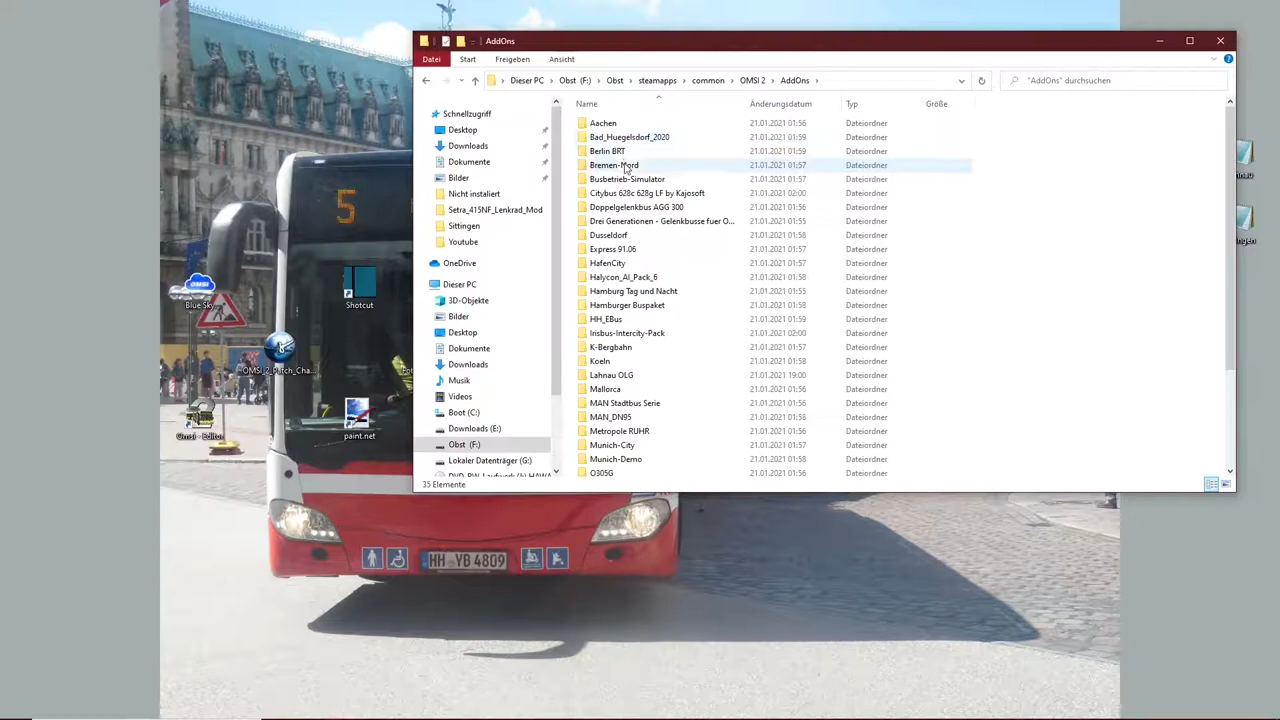 AddOns
Datei Start Freigeben Ansicht
Dieser PC Obst (F:) Obst steamapps common OMSI 2 AddOns
"AddOns" durchsuchen
Name Änderungsdatum Typ Größe
Schnellzugriff
Desktop
Downloads
Dokumente
Bilder
Nicht instaliert
Setra_415NF_Lenkrad_Mod
Sittingen
Youtube
OneDrive
Dieser PC
3D-Objekte
Bilder
Desktop
Dokumente
Downloads
Musik
Videos
Boot (C:)
Downloads (E:)
Obst (F:)
Lokaler Datenträger (G:)
Aachen 21.01.2021 01:56 Dateiordner
Bad_Huegelsdorf_2020 21.01.2021 01:59 Dateiordner
Berlin BRT 21.01.2021 01:59 Dateiordner
Bremen-Nord 21.01.2021 01:57 Dateiordner
Busbetrieb-Simulator 21.01.2021 01:57 Dateiordner
Citybus 628c 628g LF by Kajosoft 21.01.2021 02:00 Dateiordner
Doppelgelenkbus AGG 300 21.01.2021 01:56 Dateiordner
Drei Generationen - Gelenkbusse fuer O... 21.01.2021 01:55 Dateiordner
Dusseldorf 21.01.2021 01:58 Dateiordner
Express 91.06 21.01.2021 01:57 Dateiordner
HafenCity 21.01.2021 01:57 Dateiordner
Halycon_AI_Pack_6 21.01.2021 01:58 Dateiordner
Hamburg Tag und Nacht 21.01.2021 01:55 Dateiordner
Hamburger Buspaket 21.01.2021 01:58 Dateiordner
HH_EBus 21.01.2021 01:59 Dateiordner
Irisbus-Intercity-Pack 21.01.2021 02:00 Dateiordner
K-Bergbahn 21.01.2021 01:57 Dateiordner
Koeln 21.01.2021 01:58 Dateiordner
Lahnau OLG 21.01.2021 19:00 Dateiordner
Mallorca 21.01.2021 01:56 Dateiordner
MAN Stadtbus Serie 21.01.2021 01:56 Dateiordner
MAN_DN95 21.01.2021 01:58 Dateiordner
Metropole RUHR 21.01.2021 01:58 Dateiordner
Munich-City 21.01.2021 01:57 Dateiordner
Munich-Demo 21.01.2021 01:58 Dateiordner
O305G 21.01.2021 01:56 Dateiordner
35 Elemente
5
OMSI
Blue Sky
Shotcut
OMSI_2_Patch_Cha...
Omsi - Editor
paint.net
HH YB 4809